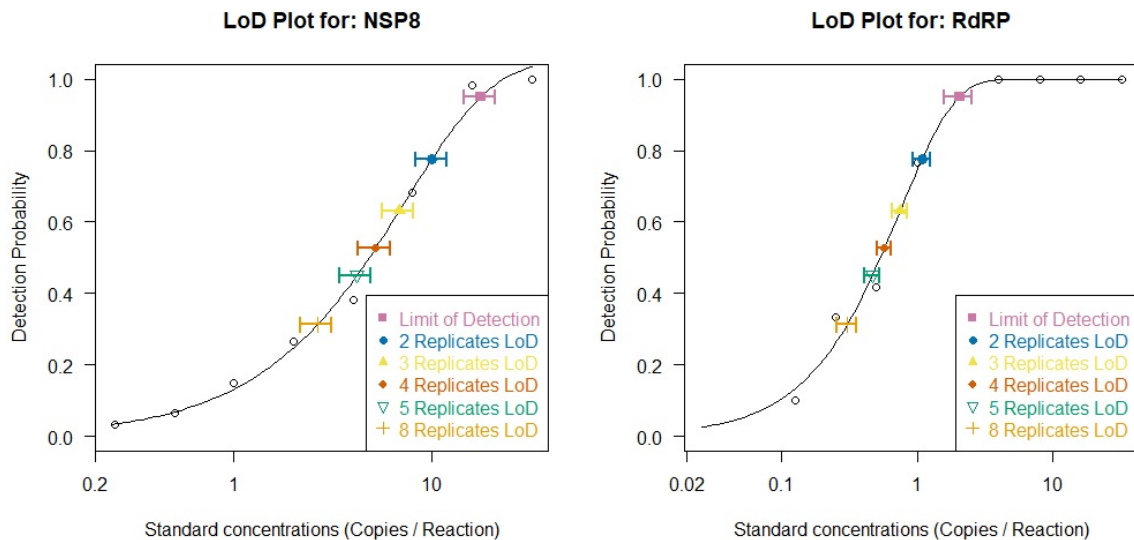 LoD Plot for: NSP8
Detection Probability
1.0
0.8
0.6
0.4
0.2
0.0
Limit of Detection
2 Replicates LoD
3 Replicates LoD
4 Replicates LoD
5 Replicates LoD
8 Replicates LoD
0.2 1 10
Standard concentrations (Copies / Reaction)
LoD Plot for: RdRP
Detection Probability
1.0
0.8
0.6
0.4
0.2
0.0
Limit of Detection
2 Replicates LoD
3 Replicates LoD
4 Replicates LoD
5 Replicates LoD
8 Replicates LoD
0.02 0.1 1 10
Standard concentrations (Copies / Reaction)